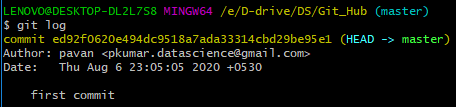 LENOVO@DESKTOP-DL2L7S8 MINGW64 /e/D-drive/DS/Git_Hub (master)
$ git log
commit ed92f0620e494dc9518a7ada33314cbd29be95e1 (HEAD -> master)
Author: pavan <pkumar.datascience@gmail.com>
Date:   Thu Aug 6 23:05:05 2020 +0530
    first commit